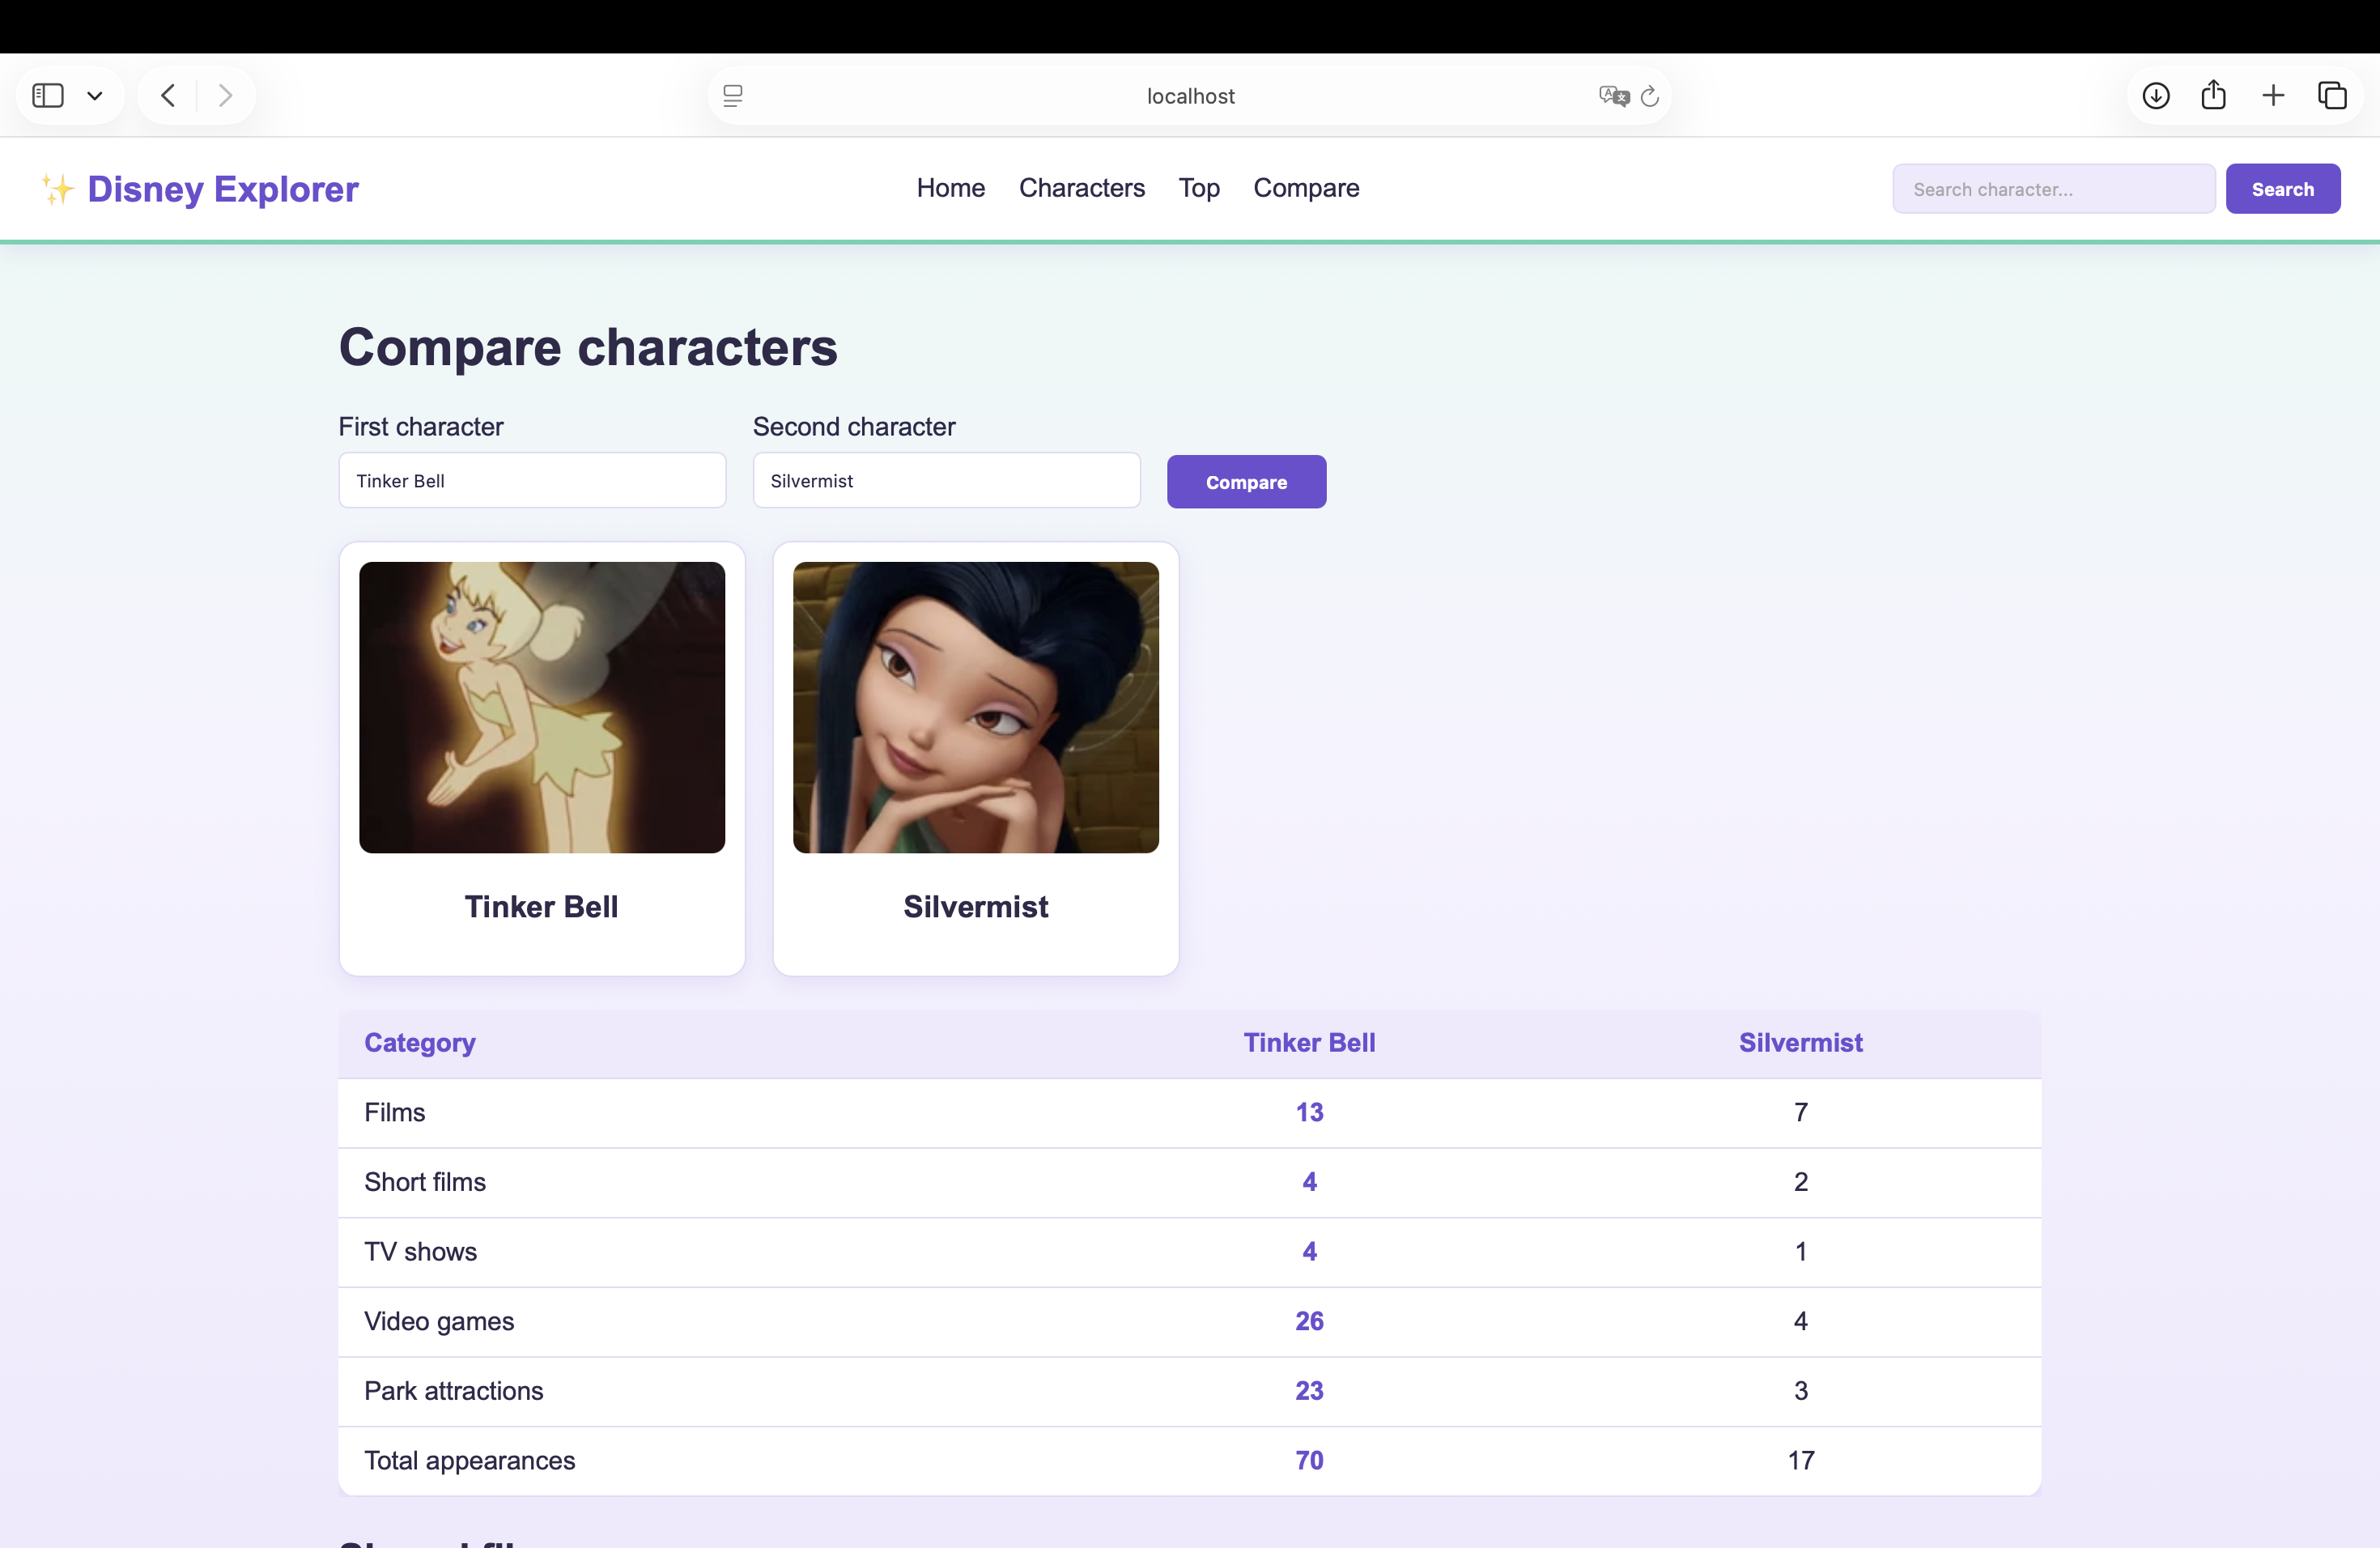 localhost
Disney Explorer
Home Characters Top Compare
Search character...
Search
Compare characters
First character
Second character
Tinker Bell
Silvermist
Compare
Tinker Bell
Silvermist
Category Tinker Bell Silvermist
Films 13 7
Short films 4 2
TV shows 4 1
Video games 26 4
Park attractions 23 3
Total appearances 70 17